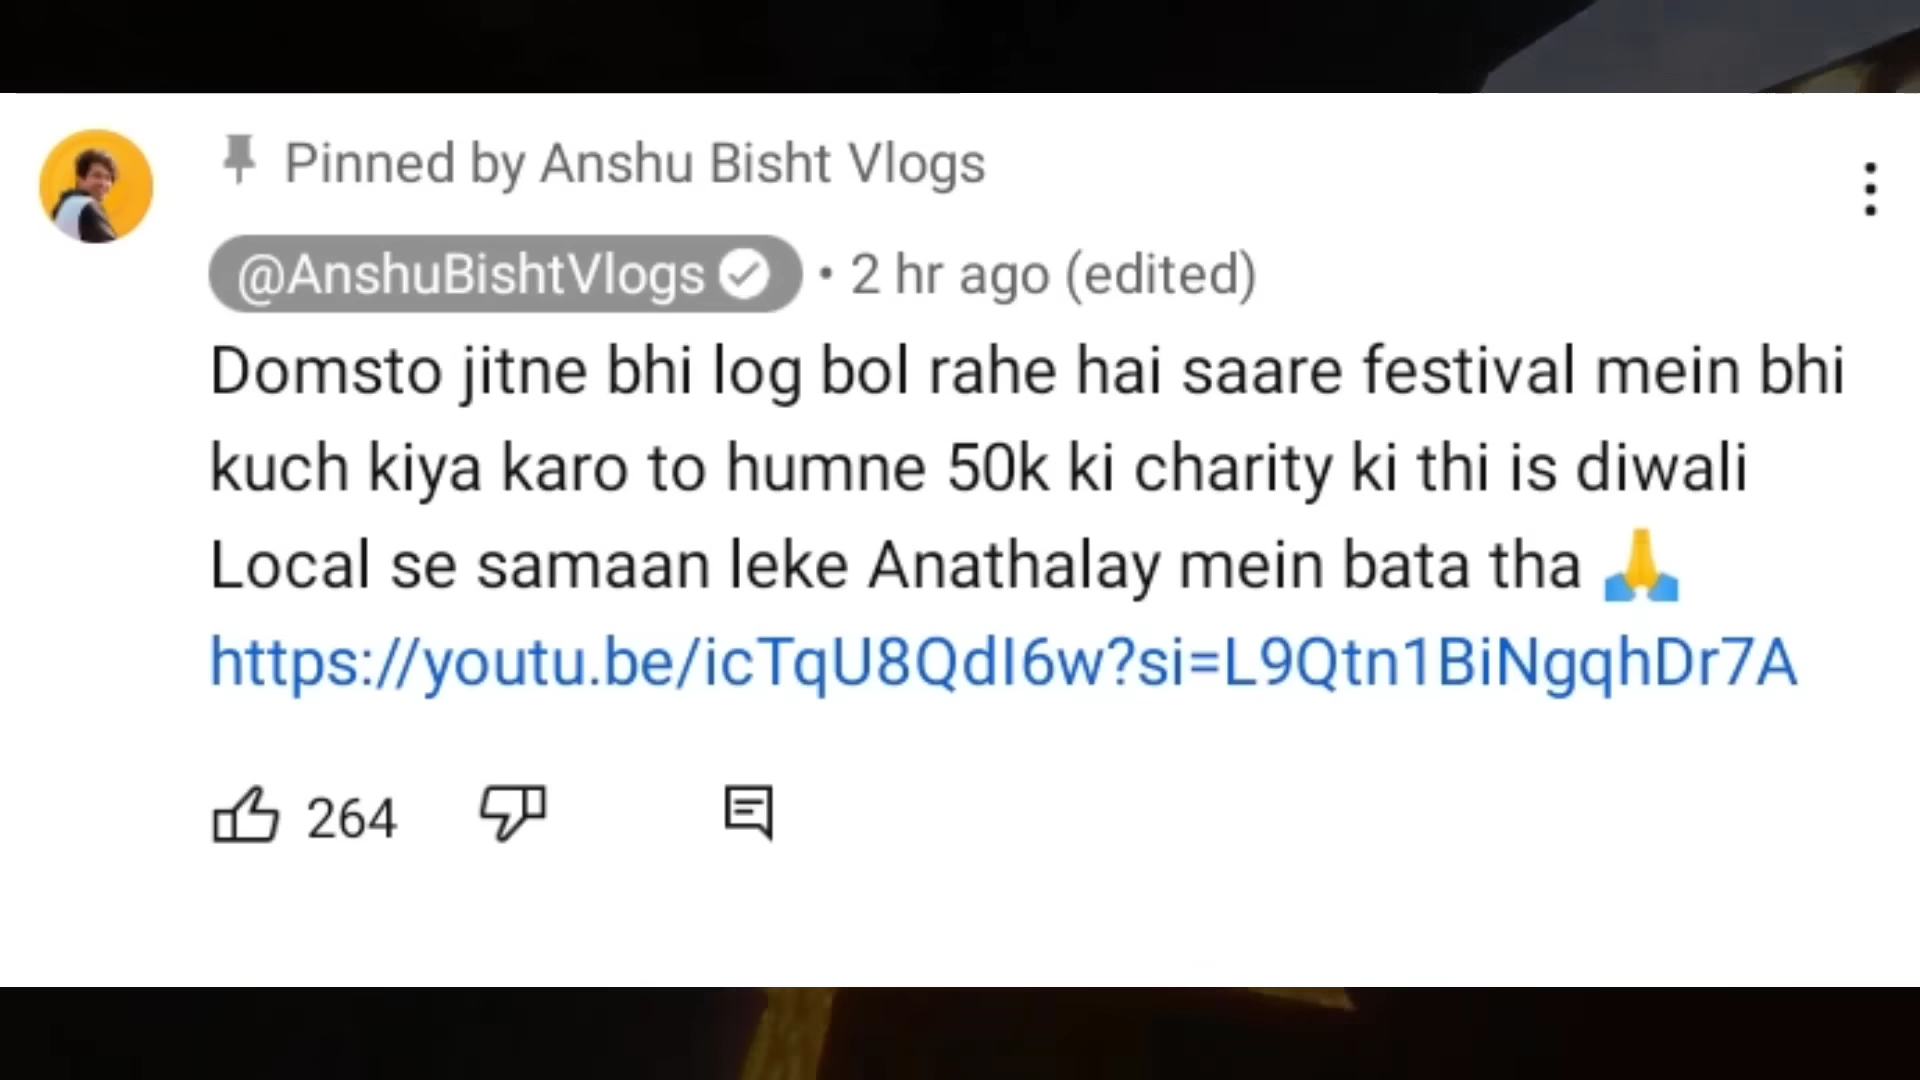 Pinned by Anshu Bisht Vlogs
@AnshuBishtVlogs • 2 hr ago (edited)
Domsto jitne bhi log bol rahe hai saare festival mein bhi
kuch kiya karo to humne 50k ki charity ki thi is diwali
Local se samaan leke Anathalay mein bata tha 🙏
https://youtu.be/icTqU8QdI6w?si=L9Qtn1BiNgqhDr7A
264